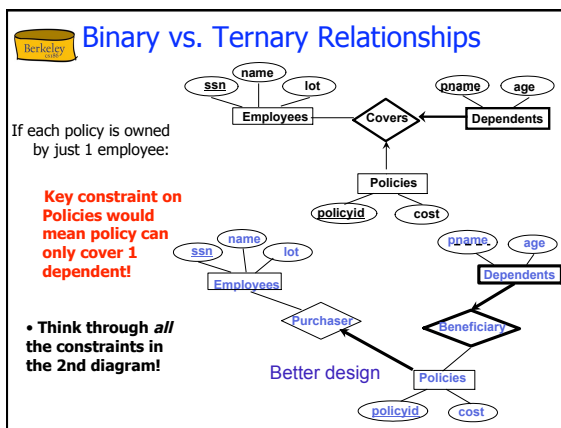 Berkeley
cs186
Binary vs. Ternary Relationships
name
ssn
lot
pname
age
Employees
Covers
Dependents
If each policy is owned
by just 1 employee:
Policies
policyid
cost
Key constraint on
Policies would
mean policy can
only cover 1
dependent!
name
ssn
lot
pname
age
Employees
Dependents
Purchaser
Beneficiary
• Think through all
the constraints in
the 2nd diagram!
Better design
Policies
policyid
cost